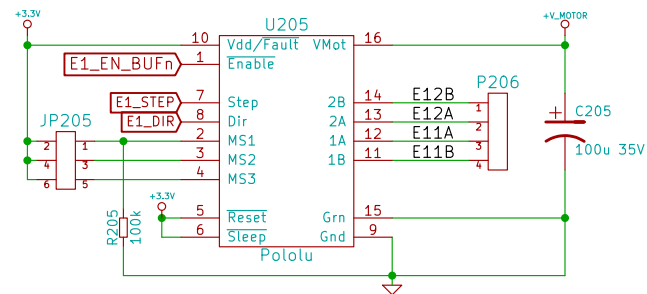 +3.3V
U205
+V_MOTOR
10 Vdd/Fault VMot 16
E1_EN_BUFn 1 Enable
P206
E1_STEP 7 Step 2B 14 E12B 1
E1_DIR 8 Dir 2A 13 E12A 2
JP205
2 1 2 MS1 1A 12 E11A 3
4 3 3 MS2 1B 11 E11B 4
6 5 4 MS3
C205
100u 35V
+3.3V
R205
100k
5 Reset Grn 15
6 Sleep Gnd 9
Pololu